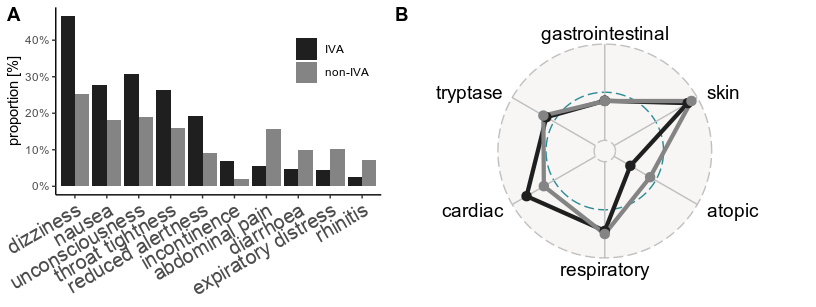 A
proportion [%]
40%
30%
20%
10%
0%
IVA
non-IVA
dizziness
nausea
unconsciousness
throat tightness
reduced alertness
incontinence
abdominal pain
diarrhoea
expiratory distress
rhinitis
B
gastrointestinal
tryptase
skin
cardiac
atopic
respiratory